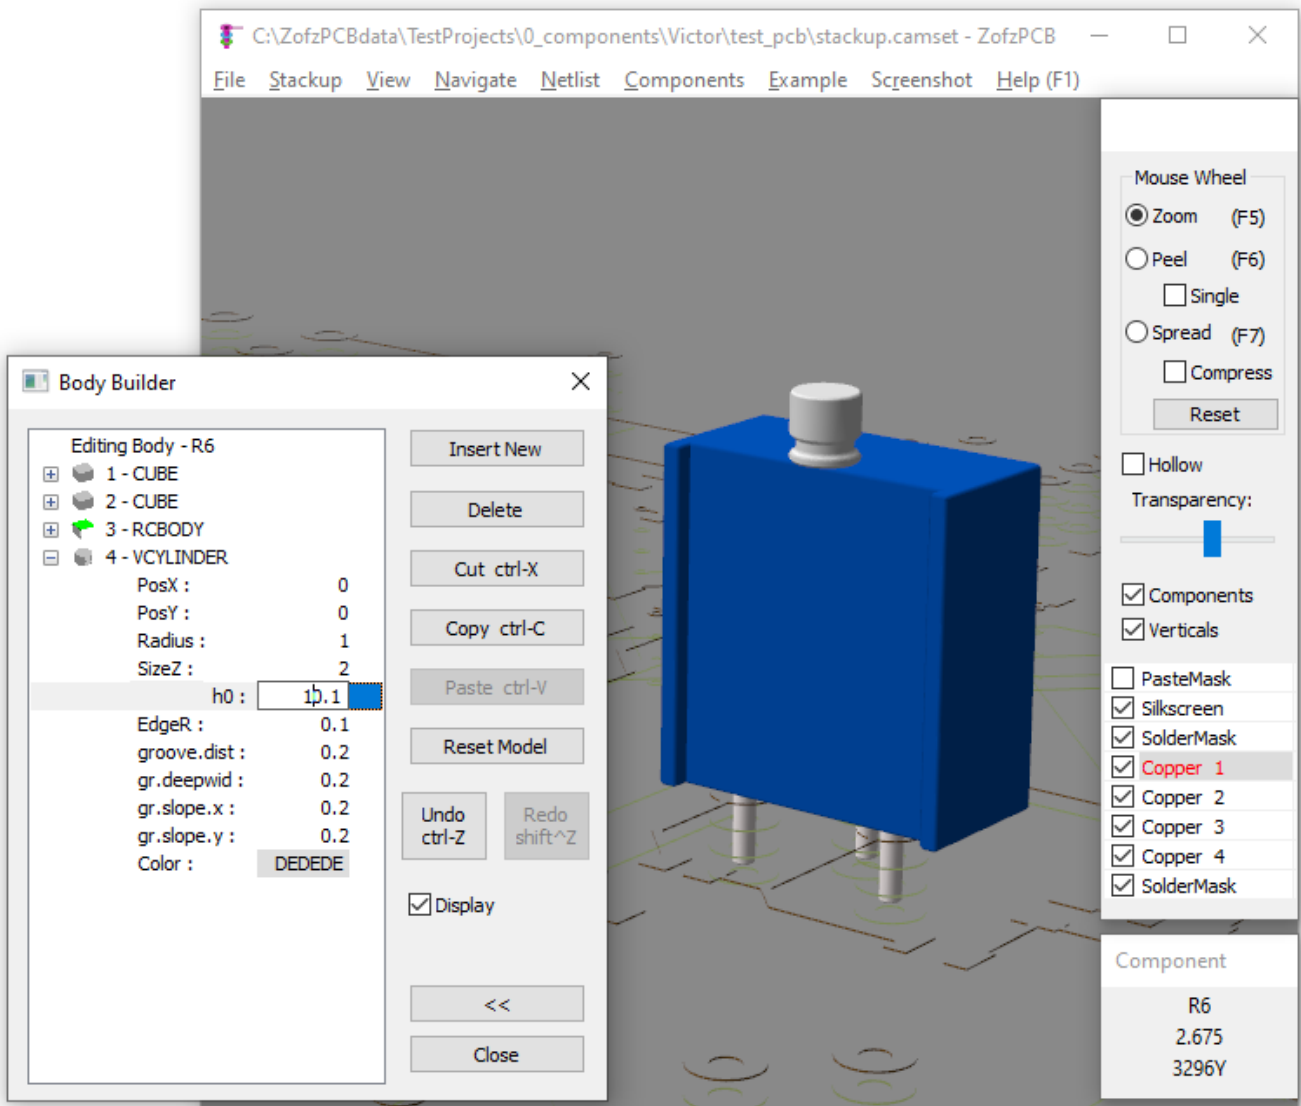 C:\ZofzPCBdata\TestProjects\0_components\Victor\test_pcb\stackup.camset - ZofzPCB
File Stackup View Navigate Netlist Components Example Screenshot Help (F1)
Mouse Wheel
Zoom (F5)
Peel (F6)
Single
Spread (F7)
Compress
Reset
Hollow
Transparency:
Components
Verticals
PasteMask
Silkscreen
SolderMask
Copper 1
Copper 2
Copper 3
Copper 4
SolderMask
Component
R6
2.675
3296Y
Body Builder
Editing Body - R6
1 - CUBE
2 - CUBE
3 - RCBODY
4 - VCYLINDER
PosX : 0
PosY : 0
Radius : 1
SizeZ : 2
h0 : 10.1
EdgeR : 0.1
groove.dist : 0.2
gr.deepwid : 0.2
gr.slope.x : 0.2
gr.slope.y : 0.2
Color : DEDEDE
Insert New
Delete
Cut ctrl-X
Copy ctrl-C
Paste ctrl-V
Reset Model
Undo
ctrl-Z
Redo
shift^Z
Display
<<
Close